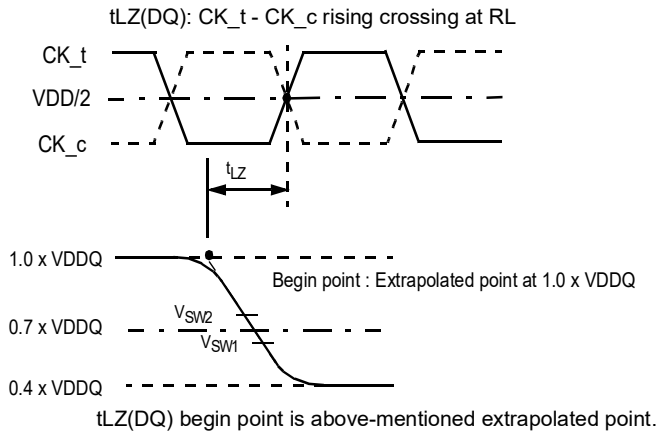 tLZ(DQ): CK_t - CK_c rising crossing at RL
CK_t
VDD/2
CK_c
tLZ
1.0 x VDDQ
Begin point : Extrapolated point at 1.0 x VDDQ
VSW2
0.7 x VDDQ
VSW1
0.4 x VDDQ
tLZ(DQ) begin point is above-mentioned extrapolated point.